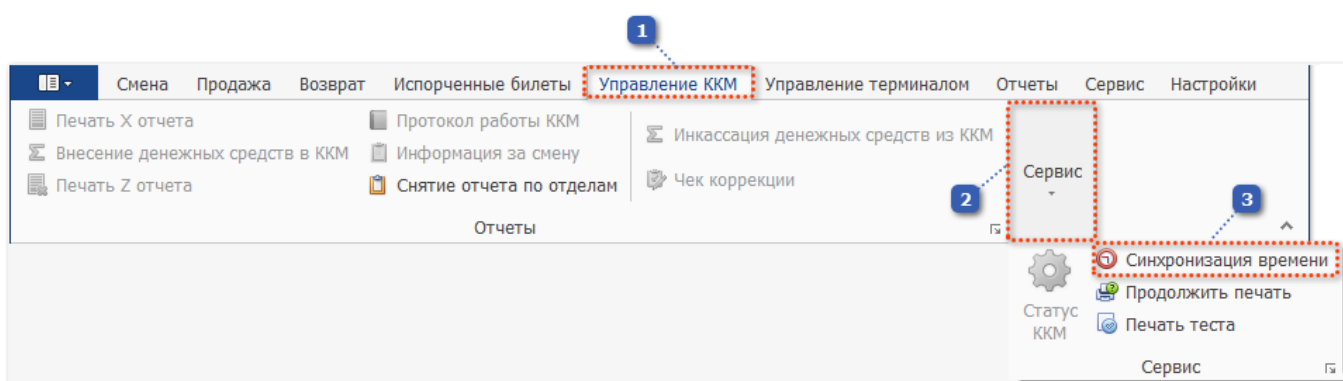 1
Смена Продажа Возврат Испорченные билеты Управление ККМ Управление терминалом Отчеты Сервис Настройки
Печать X отчета
Внесение денежных средств в ККМ
Печать Z отчета
Протокол работы ККМ
Информация за смену
Снятие отчета по отделам
Инкассация денежных средств из ККМ
Чек коррекции
Отчеты
2
Сервис
3
Статус
ККМ
Синхронизация времени
Продолжить печать
Печать теста
Сервис